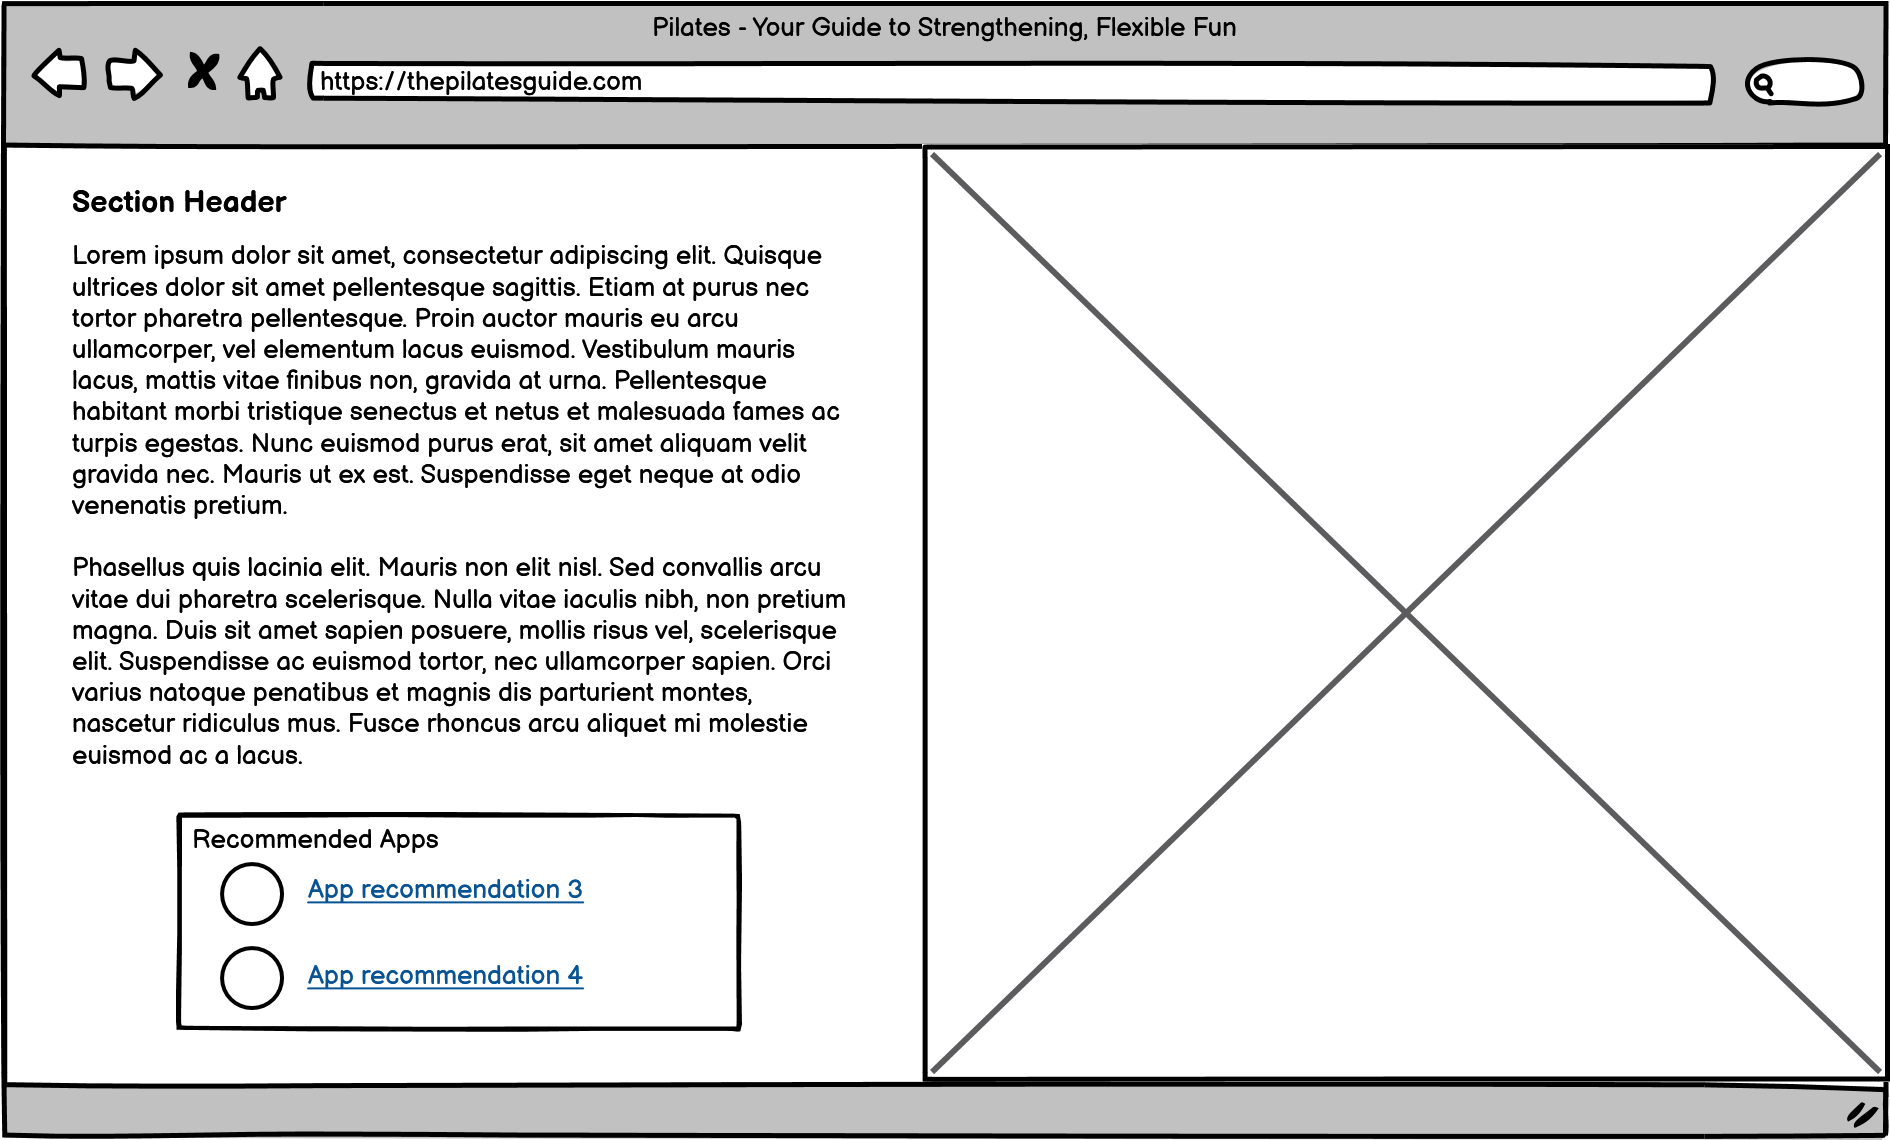 Pilates - Your Guide to Strengthening, Flexible Fun
https://thepilatesguide.com
Section Header
Lorem ipsum dolor sit amet, consectetur adipiscing elit. Quisque
ultrices dolor sit amet pellentesque sagittis. Etiam at purus nec
tortor pharetra pellentesque. Proin auctor mauris eu arcu
ullamcorper, vel elementum lacus euismod. Vestibulum mauris
lacus, mattis vitae finibus non, gravida at urna. Pellentesque
habitant morbi tristique senectus et netus et malesuada fames ac
turpis egestas. Nunc euismod purus erat, sit amet aliquam velit
gravida nec. Mauris ut ex est. Suspendisse eget neque at odio
venenatis pretium.
Phasellus quis lacinia elit. Mauris non elit nisl. Sed convallis arcu
vitae dui pharetra scelerisque. Nulla vitae iaculis nibh, non pretium
magna. Duis sit amet sapien posuere, mollis risus vel, scelerisque
elit. Suspendisse ac euismod tortor, nec ullamcorper sapien. Orci
varius natoque penatibus et magnis dis parturient montes,
nascetur ridiculus mus. Fusce rhoncus arcu aliquet mi molestie
euismod ac a lacus.
Recommended Apps
App recommendation 3
App recommendation 4